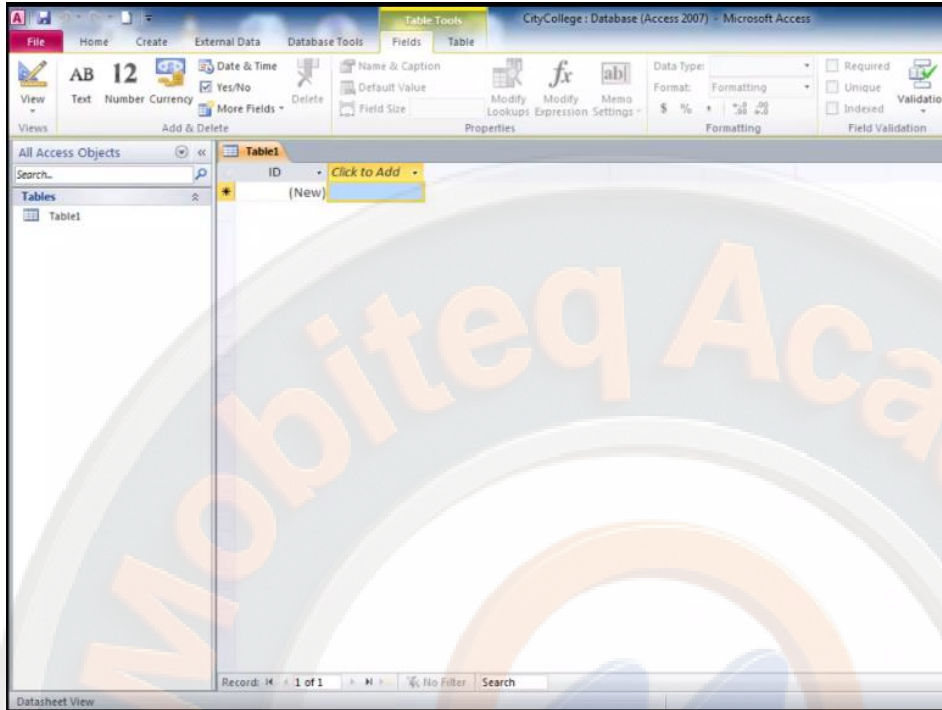 A
Table Tools
CityCollege : Database (Access 2007) - Microsoft Access
File Home Create External Data Database Tools Fields Table
View
AB Text
12 Number
Currency
Date & Time
Yes/No
More Fields
Delete
Name & Caption
Default Value
Field Size
Modify Lookups
fx Modify Expression
ab| Memo Settings
Data Type:
Format: Formatting
$ % ,
Required
Unique
Indexed
Validatio
Views Add & Delete Properties Formatting Field Validation
All Access Objects «
Search...
Tables
Table1
Table1
ID Click to Add
* (New)
Mobiteq Aca
Record: 1 of 1 No Filter Search
Datasheet View